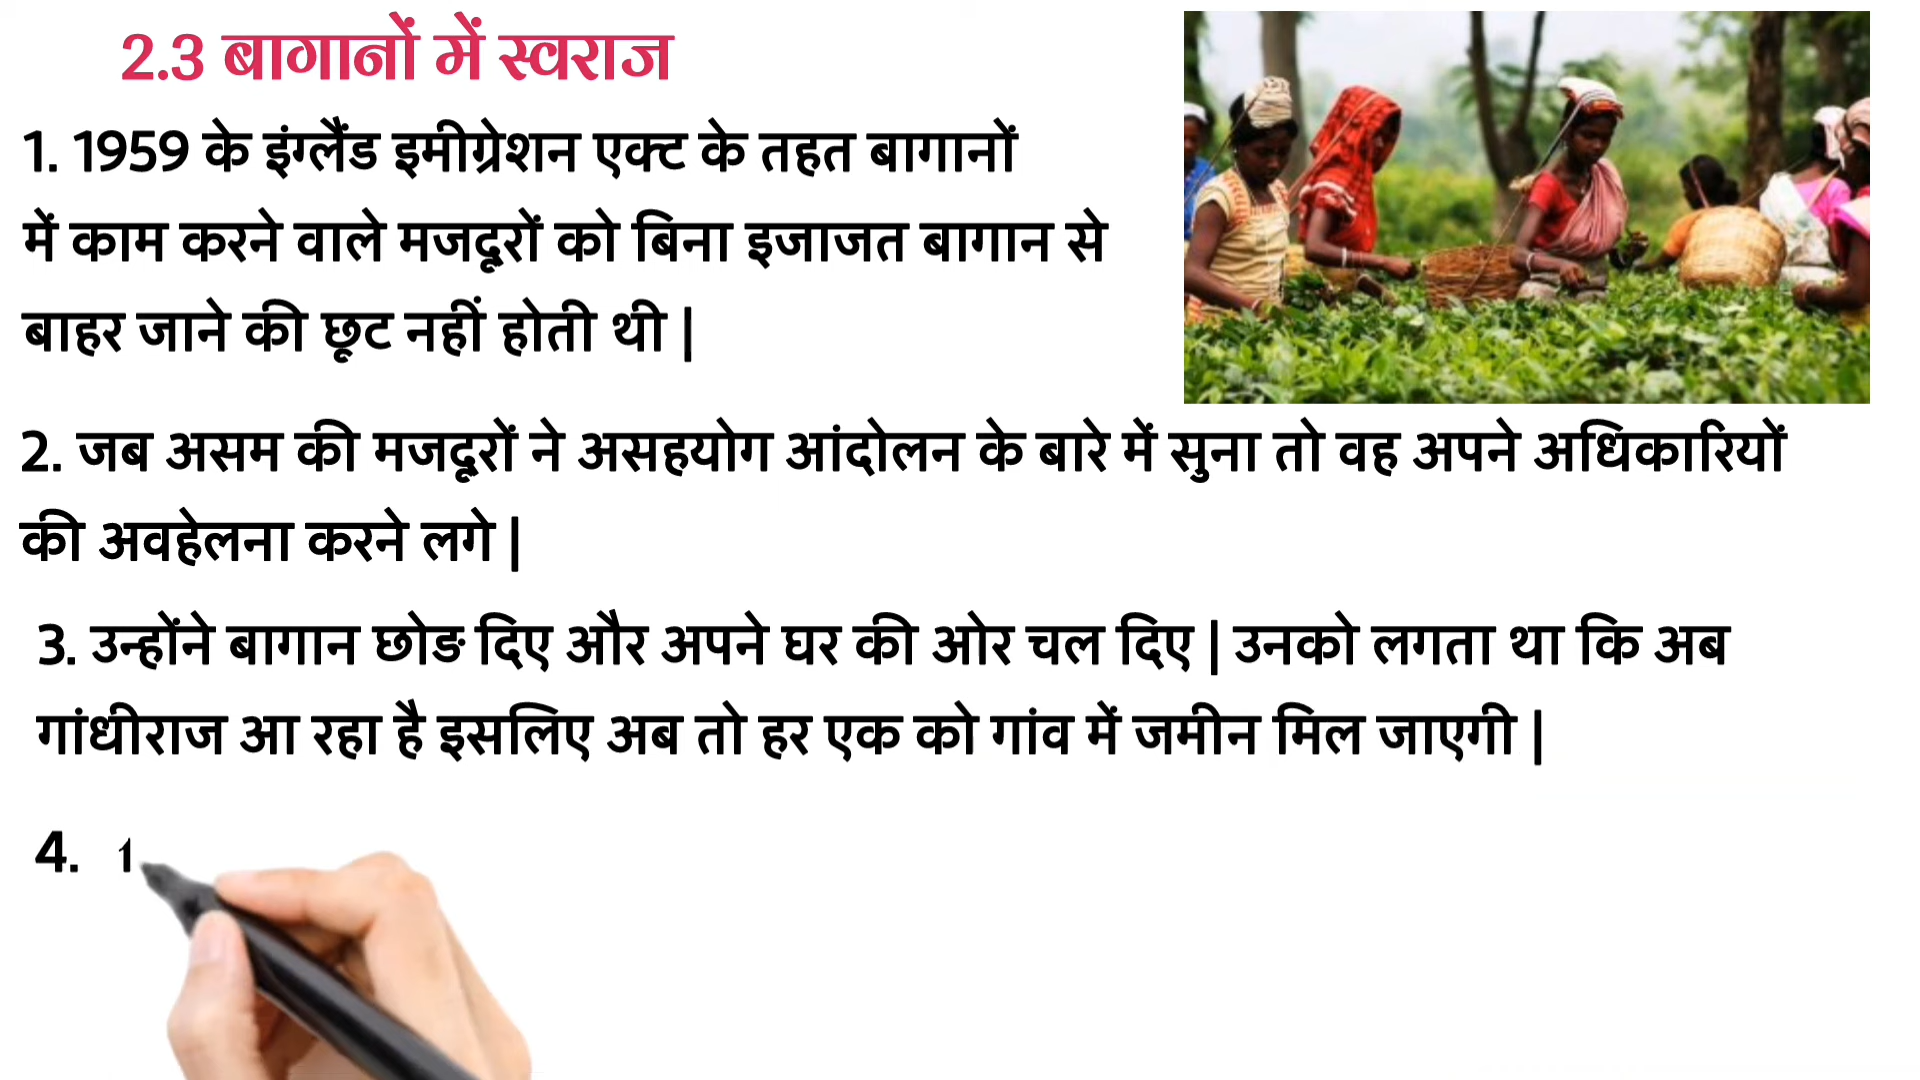 2.3 बागानों में स्वराज
1. 1959 के इंग्लैंड इमीग्रेशन एक्ट के तहत बागानों
में काम करने वाले मजदूरों को बिना इजाजत बागान से
बाहर जाने की छूट नहीं होती थी |
2. जब असम की मजदूरों ने असहयोग आंदोलन के बारे में सुना तो वह अपने अधिकारियों
की अवहेलना करने लगे |
3. उन्होंने बागान छोङ दिए और अपने घर की ओर चल दिए | उनको लगता था कि अब
गांधीराज आ रहा है इसलिए अब तो हर एक को गांव में जमीन मिल जाएगी |
4.